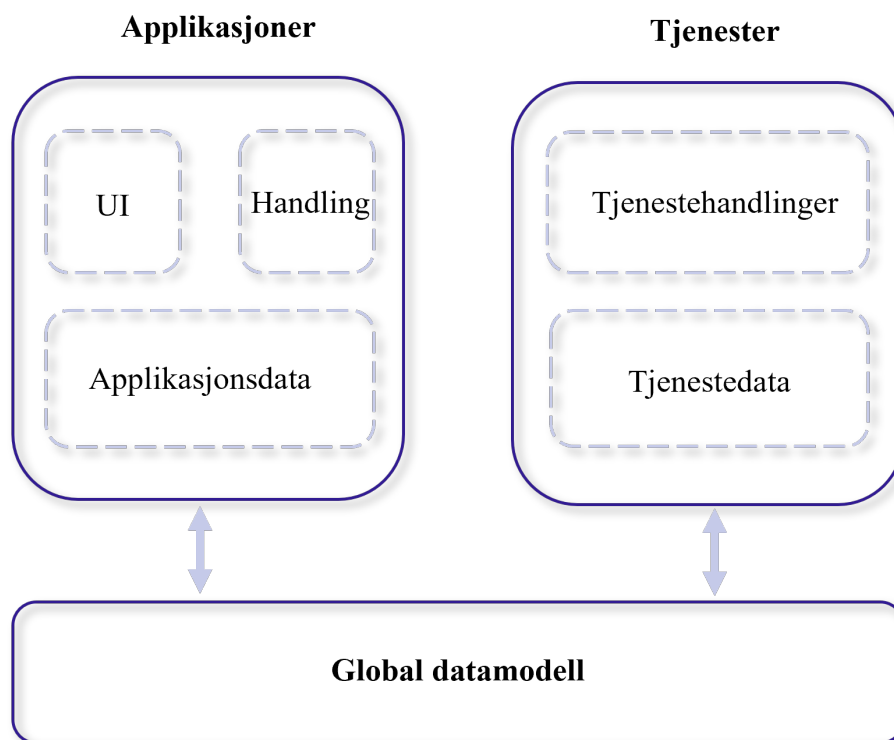 Applikasjoner
Tjenester
UI
Handling
Tjenestehandlinger
Applikasjonsdata
Tjenestedata
Global datamodell